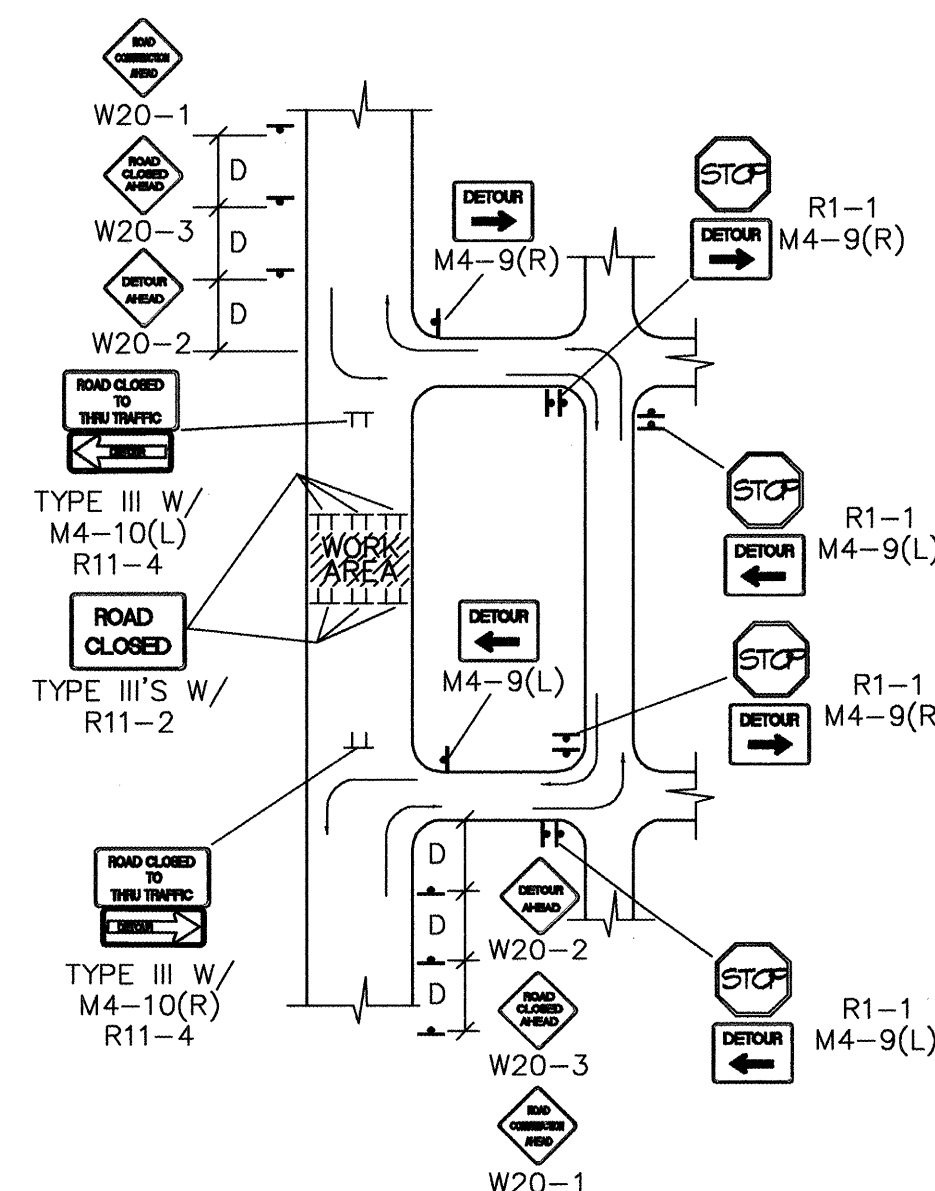 ROAD
CONSTRUCTION
AHEAD
W20-1
ROAD
CLOSED
AHEAD
W20-3
DETOUR
AHEAD
W20-2
D
D
D
DETOUR
M4-9(R)
STOP
DETOUR
R1-1
M4-9(R)
ROAD CLOSED
TO
THRU TRAFFIC
DETOUR
TYPE III W/
M4-10(L)
R11-4
STOP
DETOUR
R1-1
M4-9(L)
WORK
AREA
ROAD
CLOSED
TYPE III'S W/
R11-2
DETOUR
M4-9(L)
STOP
DETOUR
R1-1
M4-9(R
ROAD CLOSED
TO
THRU TRAFFIC
DETOUR
TYPE III W/
M4-10(R)
R11-4
D
D
D
DETOUR
AHEAD
W20-2
ROAD
CLOSED
AHEAD
W20-3
ROAD
CONSTRUCTION
AHEAD
W20-1
STOP
DETOUR
R1-1
M4-9(L)